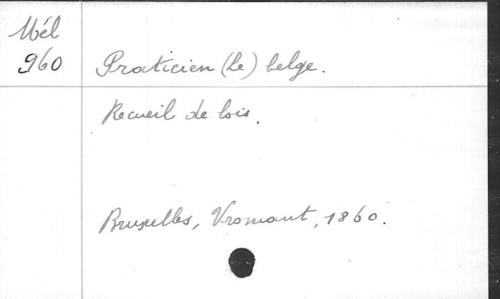 Mél
960
Praticien (Le) belge.
Recueil de lois.
Bruxelles, Vromant, 1860.